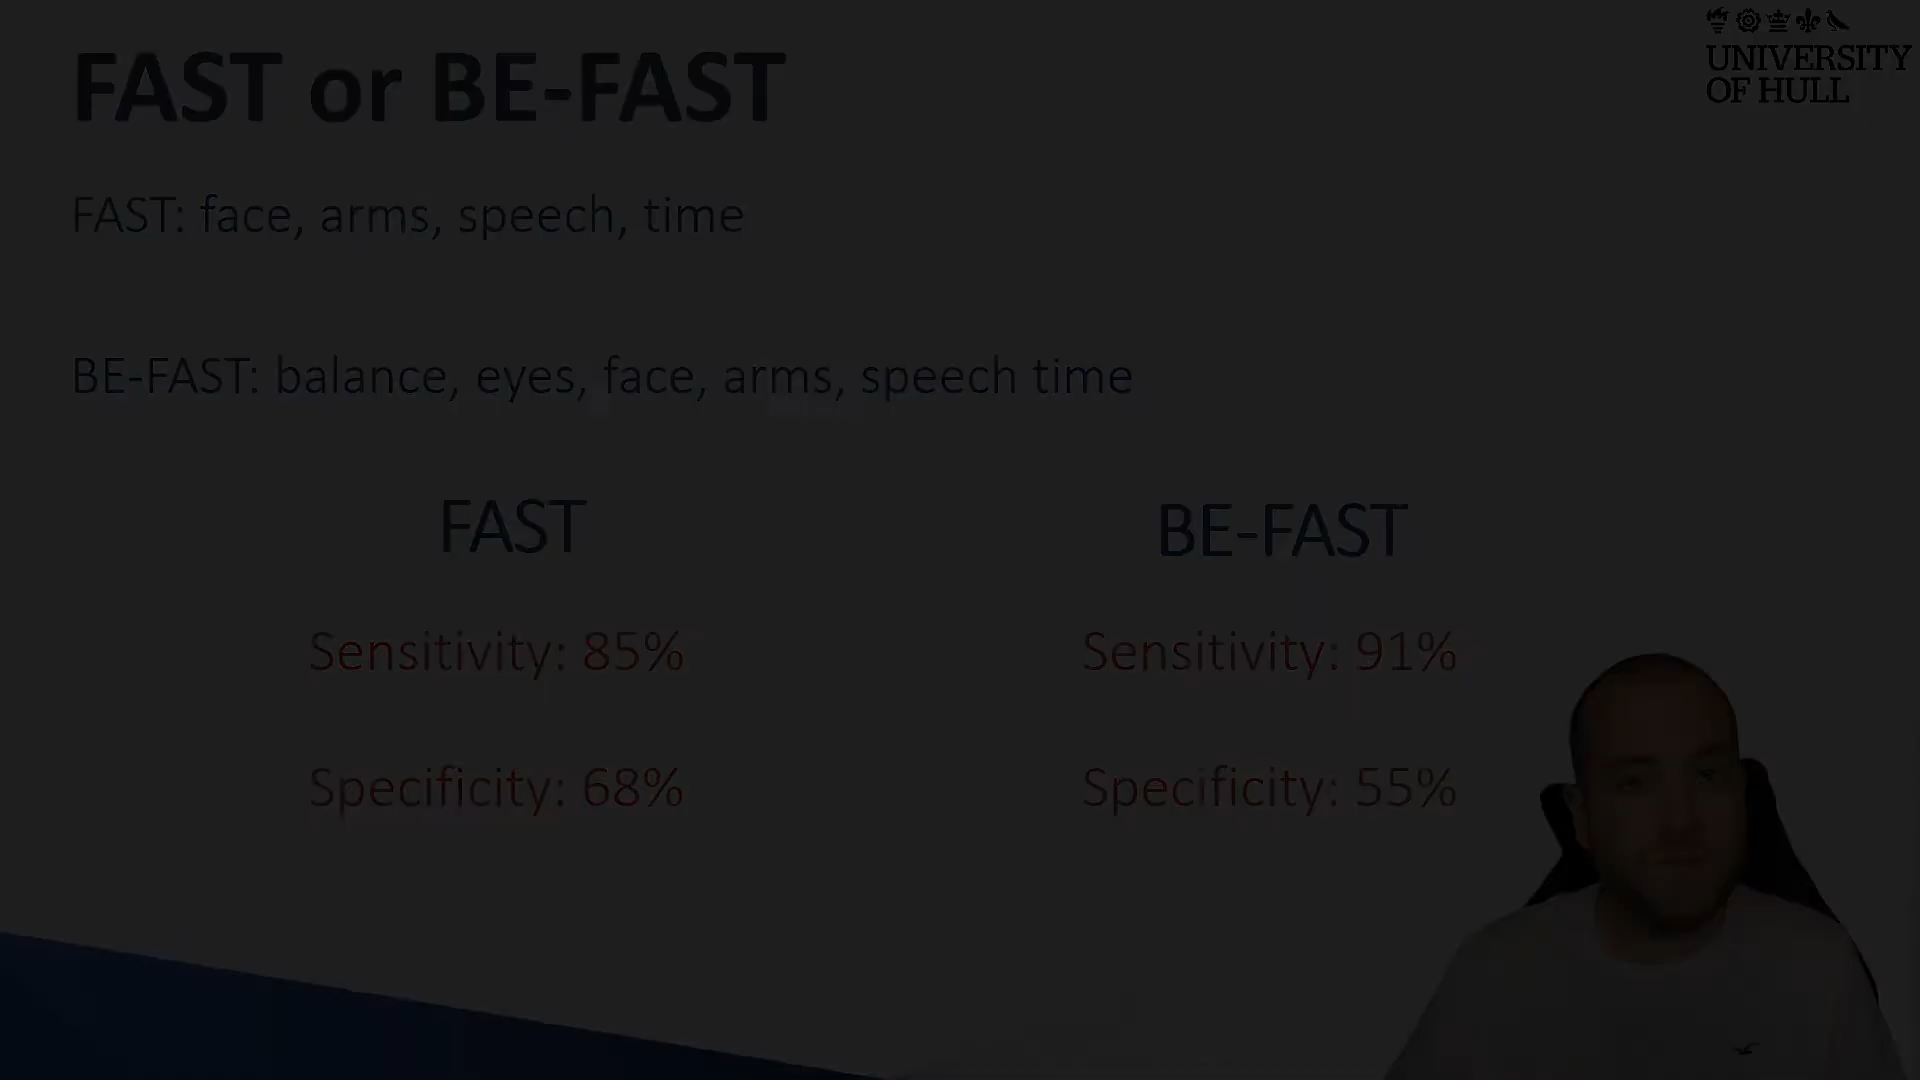 FAST or BE-FAST
UNIVERSITY
OF HULL
FAST: face, arms, speech, time
BE-FAST: balance, eyes, face, arms, speech time
FAST
BE-FAST
Sensitivity: 85%
Sensitivity: 91%
Specificity: 68%
Specificity: 55%